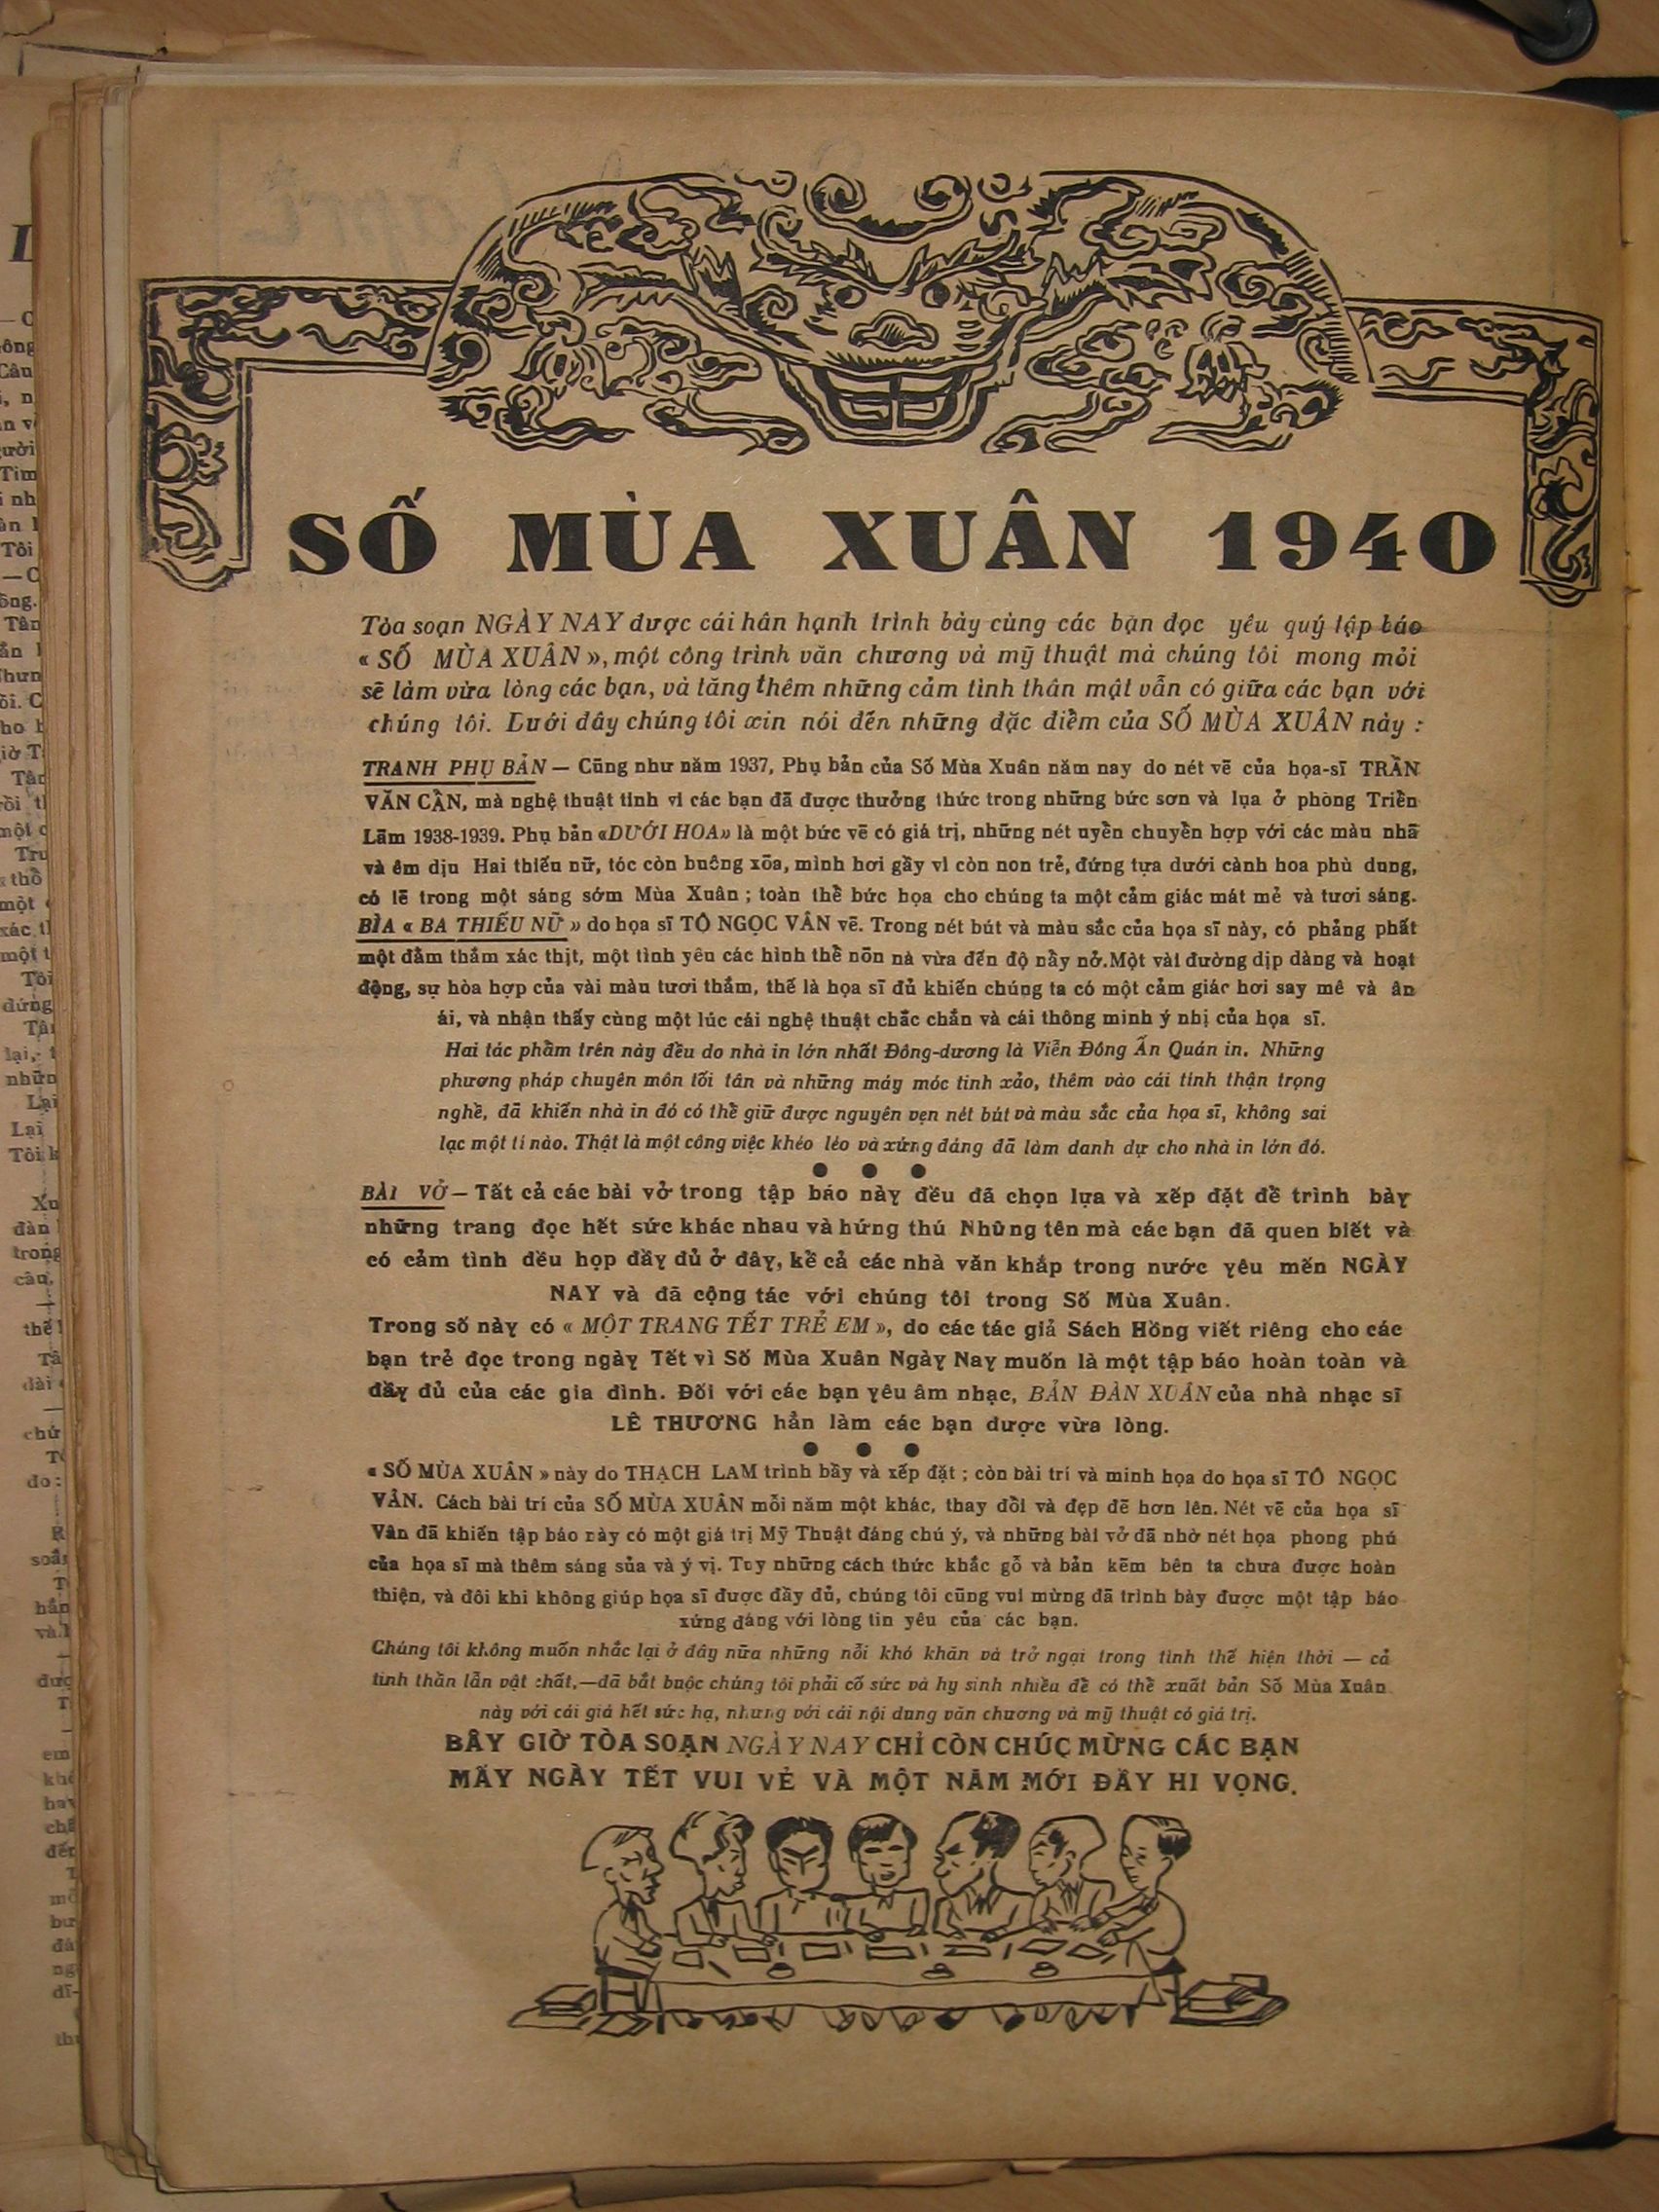 SỐ MÙA XUÂN 1940
Tòa soạn NGÀY NAY được cái hân hạnh trình bày cùng các bạn đọc yêu quý tập báo
« SỐ MÙA XUÂN », một công trình văn chương và mỹ thuật mà chúng tôi mong mỏi
sẽ làm vừa lòng các bạn, và tăng thêm những cảm tình thân mật vẫn có giữa các bạn với
chúng tôi. Dưới đây chúng tôi xin nói đến những đặc điểm của SỐ MÙA XUÂN này :
TRANH PHỤ BẢN — Cũng như năm 1937, Phụ bản của Số Mùa Xuân năm nay do nét vẽ của họa-sĩ TRẦN
VĂN CẦN, mà nghệ thuật tinh vi các bạn đã được thưởng thức trong những bức sơn và lụa ở phòng Triển
Lãm 1938-1939. Phụ bản «DƯỚI HOA» là một bức vẽ có giá trị, những nét uyển chuyển hợp với các màu nhã
và êm dịu Hai thiếu nữ, tóc còn buông xõa, mình hơi gầy vì còn non trẻ, đứng tựa dưới cành hoa phù dung,
có lẽ trong một sáng sớm Mùa Xuân ; toàn thể bức họa cho chúng ta một cảm giác mát mẻ và tươi sáng.
BÌA « BA THIẾU NỮ » do họa sĩ TÔ NGỌC VÂN vẽ. Trong nét bút và màu sắc của họa sĩ này, có phảng phất
một đằm thắm xác thịt, một tình yêu các hình thể nõn nà vừa đến độ nẩy nở. Một vài đường dịp dàng và hoạt
động, sự hòa hợp của vài màu tươi thắm, thế là họa sĩ đủ khiến chúng ta có một cảm giác hơi say mê và ân
ái, và nhận thấy cùng một lúc cái nghệ thuật chắc chắn và cái thông minh ý nhị của họa sĩ.
Hai tác phẩm trên này đều do nhà in lớn nhất Đông-dương là Viễn Đông Ấn Quán in. Những
phương pháp chuyên môn tối tân và những máy móc tinh xảo, thêm vào cái tính thận trọng
nghề, đã khiến nhà in đó có thể giữ được nguyên vẹn nét bút và màu sắc của họa sĩ, không sai
lạc một tí nào. Thật là một công việc khéo léo và xứng đáng đã làm danh dự cho nhà in lớn đó.
● ● ●
BÀI VỞ — Tất cả các bài vở trong tập báo này đều đã chọn lựa và xếp đặt để trình bày
những trang đọc hết sức khác nhau và hứng thú Những tên mà các bạn đã quen biết và
có cảm tình đều họp đầy đủ ở đây, kể cả các nhà văn khắp trong nước yêu mến NGÀY
NAY và đã cộng tác với chúng tôi trong Số Mùa Xuân.
Trong số này có « MỘT TRANG TẾT TRẺ EM », do các tác giả Sách Hồng viết riêng cho các
bạn trẻ đọc trong ngày Tết vì Số Mùa Xuân Ngày Nay muốn là một tập báo hoàn toàn và
đầy đủ của các gia đình. Đối với các bạn yêu âm nhạc, BẢN ĐÀN XUÂN của nhà nhạc sĩ
LÊ THƯƠNG hẳn làm các bạn được vừa lòng.
● ● ●
« SỐ MÙA XUÂN » này do THẠCH LAM trình bầy và xếp đặt ; còn bài trí và minh họa do họa sĩ TÔ NGỌC
VÂN. Cách bài trí của SỐ MÙA XUÂN mỗi năm một khác, thay đổi và đẹp đẽ hơn lên. Nét vẽ của họa sĩ
Vân đã khiến tập báo này có một giá trị Mỹ Thuật đáng chú ý, và những bài vở đã nhờ nét họa phong phú
của họa sĩ mà thêm sáng sủa và ý vị. Tuy những cách thức khắc gỗ và bản kẽm bên ta chưa được hoàn
thiện, và đôi khi không giúp họa sĩ được đầy đủ, chúng tôi cũng vui mừng đã trình bày được một tập báo
xứng đáng với lòng tin yêu của các bạn.
Chúng tôi không muốn nhắc lại ở đây nữa những nỗi khó khăn và trở ngại trong tình thế hiện thời — cả
tinh thần lẫn vật chất,—đã bắt buộc chúng tôi phải cố sức và hy sinh nhiều để có thể xuất bản Số Mùa Xuân
này với cái giá hết sức hạ, nhưng với cái nội dung văn chương và mỹ thuật có giá trị.
BÂY GIỜ TÒA SOẠN NGÀY NAY CHỈ CÒN CHÚC MỪNG CÁC BẠN
MẤY NGÀY TẾT VUI VẺ VÀ MỘT NĂM MỚI ĐẦY HI VỌNG.